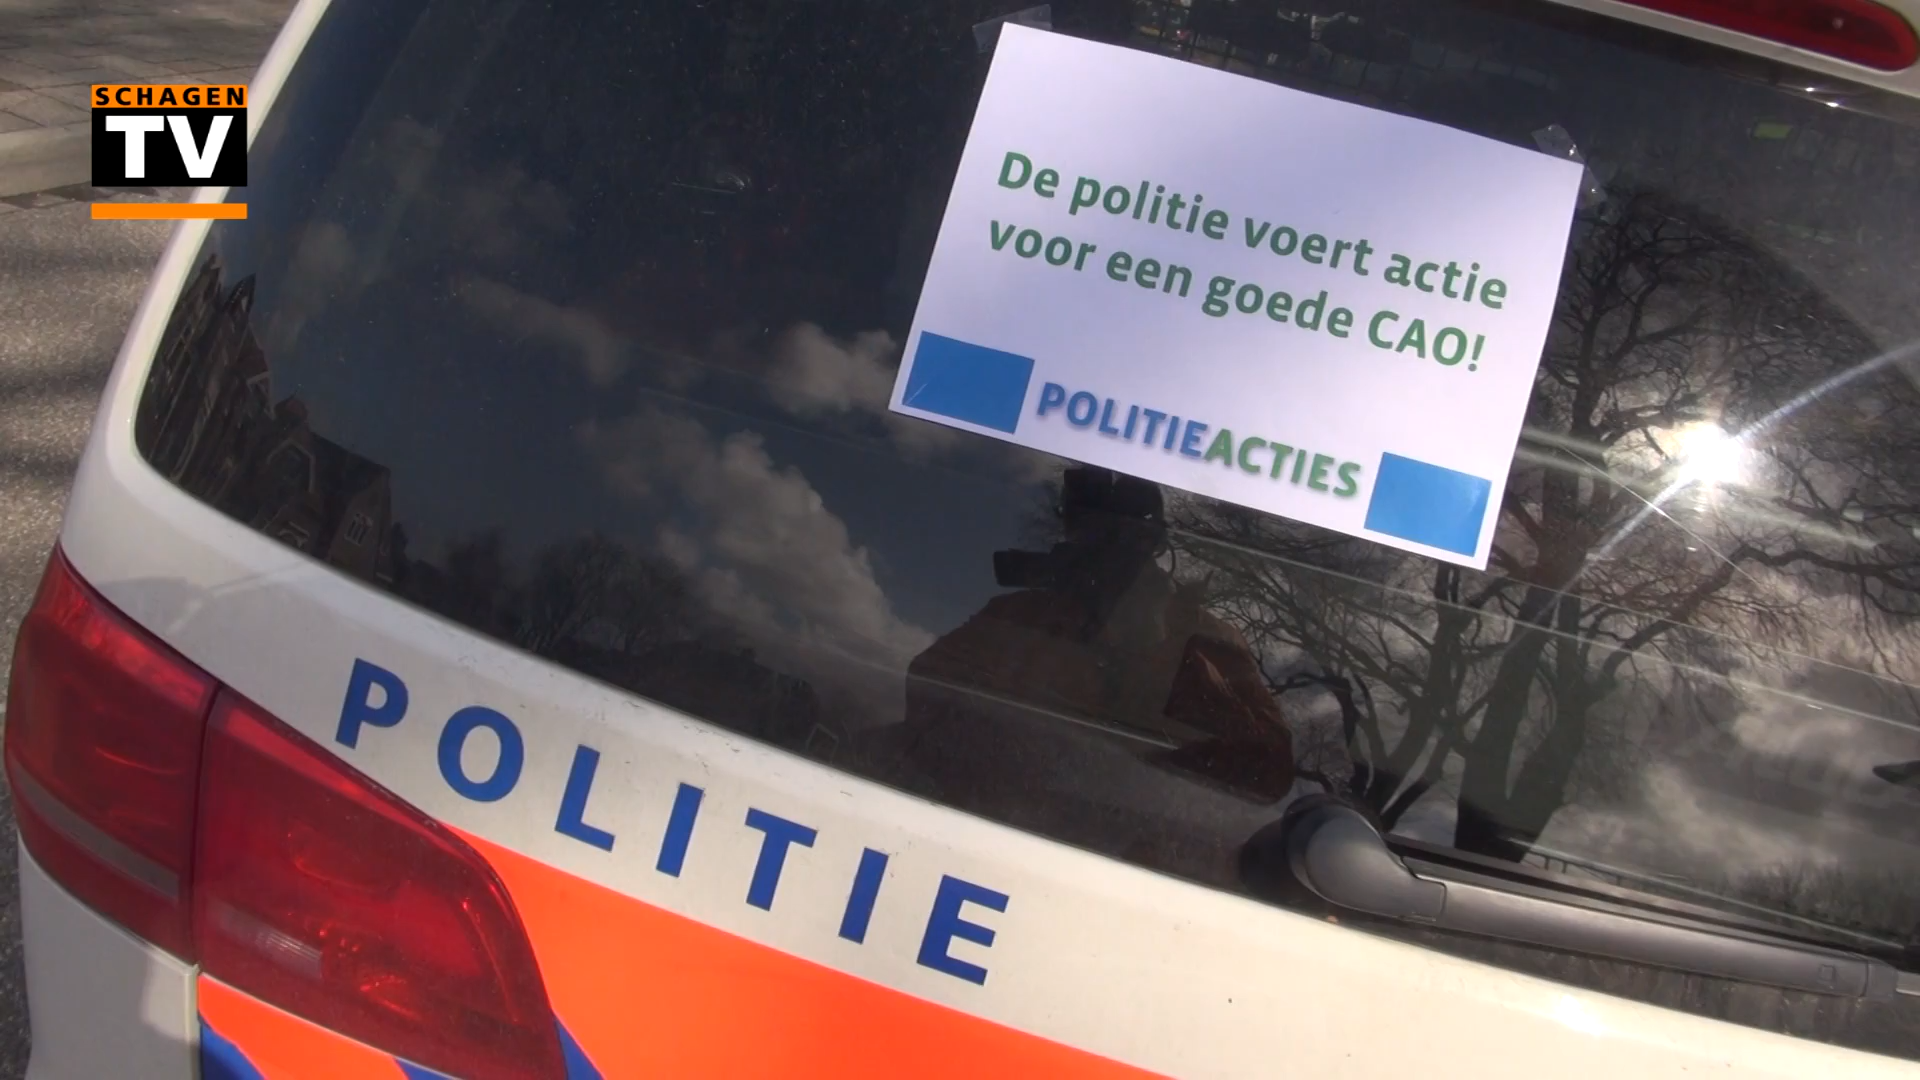 SCHAGEN
TV
De politie voert actie
voor een goede CAO!
POLITIEACTIES
POLITIE